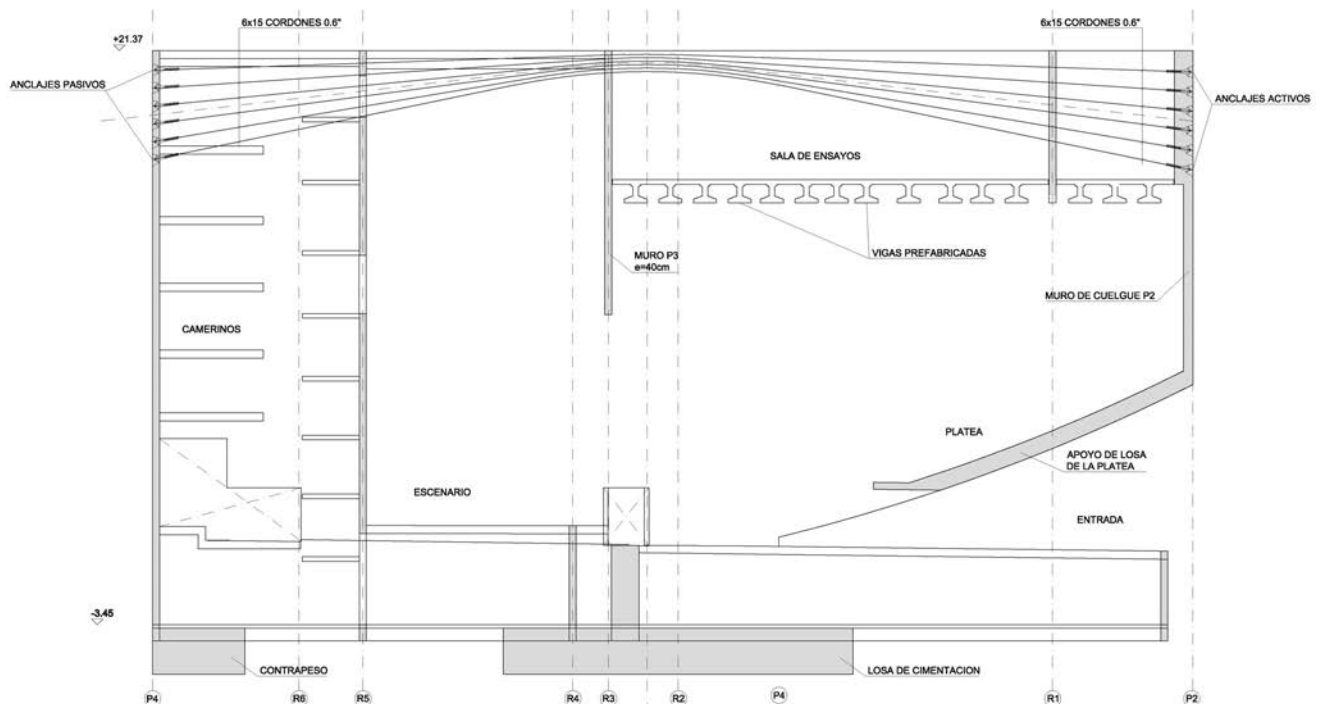 6x15 CORDONES 0.6"
6x15 CORDONES 0.6"
+21.37
ANCLAJES PASIVOS
ANCLAJES ACTIVOS
SALA DE ENSAYOS
MURO P3
e=40cm
VIGAS PREFABRICADAS
MURO DE CUELGUE P2
CAMERINOS
PLATEA
APOYO DE LOSA
DE LA PLATEA
ESCENARIO
ENTRADA
-3.45
CONTRAPESO
LOSA DE CIMENTACION
P4
R6
R5
R4
R3
R2
P4
R1
P2